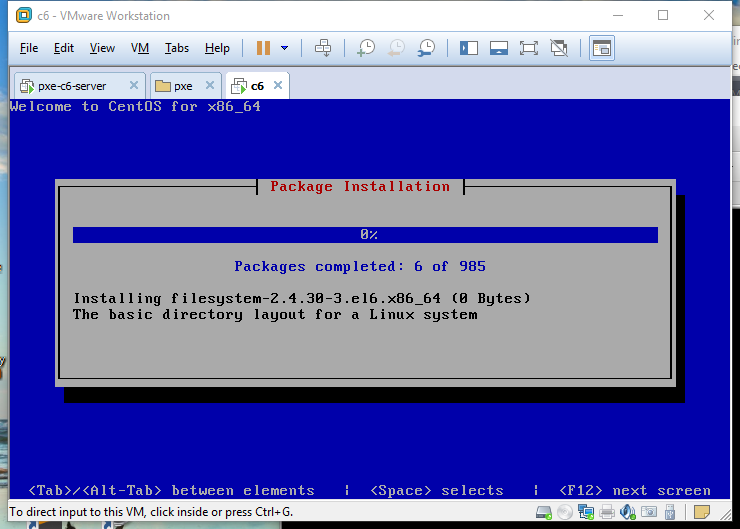 c6 - VMware Workstation
File Edit View VM Tabs Help
pxe-c6-server pxe c6
Welcome to CentOS for x86_64
Package Installation
0%
Packages completed: 6 of 985
Installing filesystem-2.4.30-3.el6.x86_64 (0 Bytes)
The basic directory layout for a Linux system
<Tab>/<Alt-Tab> between elements | <Space> selects | <F12> next screen
To direct input to this VM, click inside or press Ctrl+G.